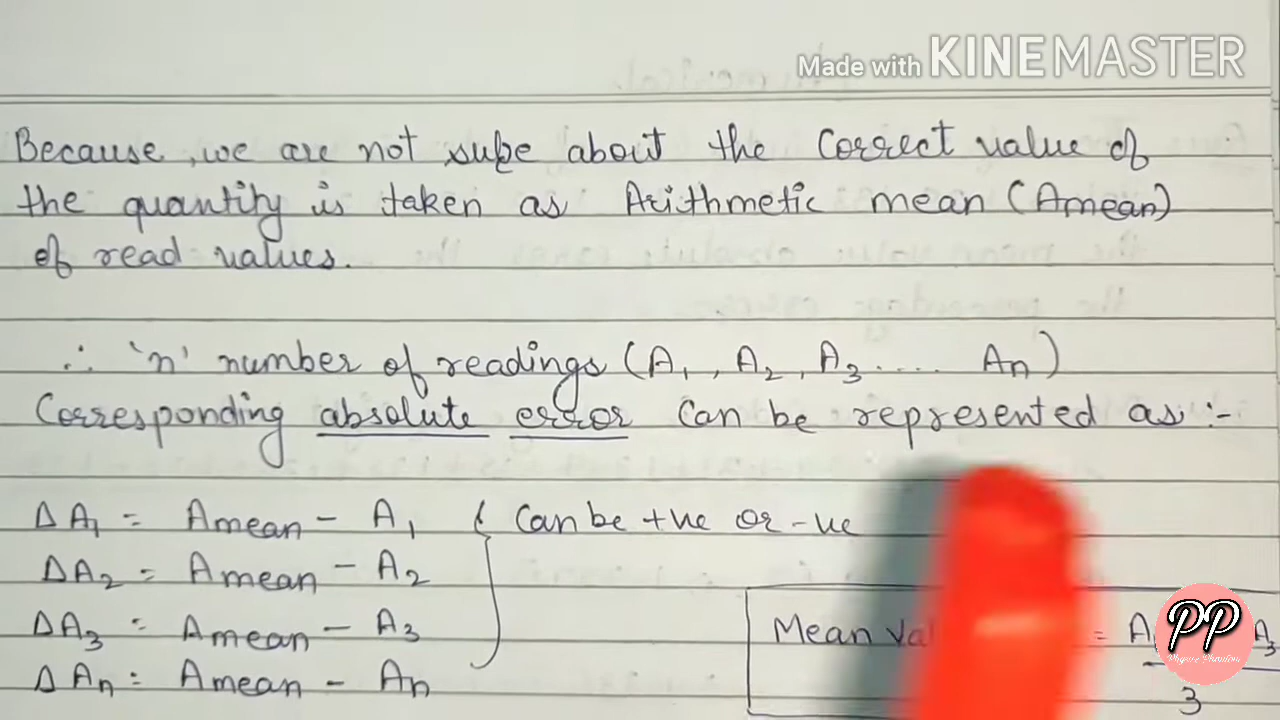 Made with KINEMASTER
Because, we are not sure about the correct value of
the quantity is taken as Arithmetic mean (Amean)
of read values.
∴ 'n' number of readings (A₁, A₂, A₃ .... An)
Corresponding absolute error can be represented as :-
ΔA₁ = Amean - A₁ { can be +ve or -ve
ΔA₂ = Amean - A₂
ΔA₃ = Amean - A₃
Mean = A A₃
3
ΔAn = Amean - An
PP
Physics